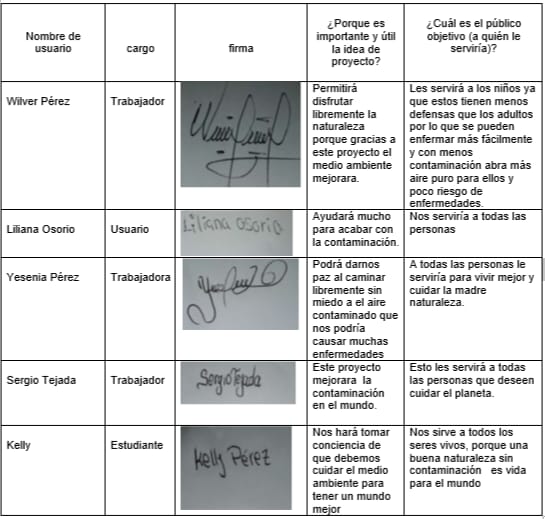 Nombre de
usuario
cargo
firma
¿Porque es
importante y útil
la idea de
proyecto?
¿Cuál es el público
objetivo (a quién le
serviría)?
Wilver Pérez
Trabajador
Permitirá
disfrutar
libremente la
naturaleza
porque gracias a
este proyecto el
medio ambiente
mejorara.
Les servirá a los niños ya
que estos tienen menos
defensas que los adultos
por lo que se pueden
enfermar más fácilmente
y con menos
contaminación abra más
aire puro para ellos y
poco riesgo de
enfermedades.
Liliana Osorio
Usuario
Liliana osorio
Ayudará mucho
para acabar con
la contaminación.
Nos serviría a todas las
personas
Yesenia Pérez
Trabajadora
Podrá darnos
paz al caminar
libremente sin
miedo a el aire
contaminado que
nos podría
causar muchas
enfermedades
A todas las personas le
serviría para vivir mejor y
cuidar la madre
naturaleza.
Sergio Tejada
Trabajador
Sergio Tejada
Este proyecto
mejorara la
contaminación
en el mundo.
Esto les servirá a todas
las personas que deseen
cuidar el planeta.
Kelly
Estudiante
Kelly Pérez
Nos hará tomar
conciencia de
que debemos
cuidar el medio
ambiente para
tener un mundo
mejor
Nos sirve a todos los
seres vivos, porque una
buena naturaleza sin
contaminación es vida
para el mundo